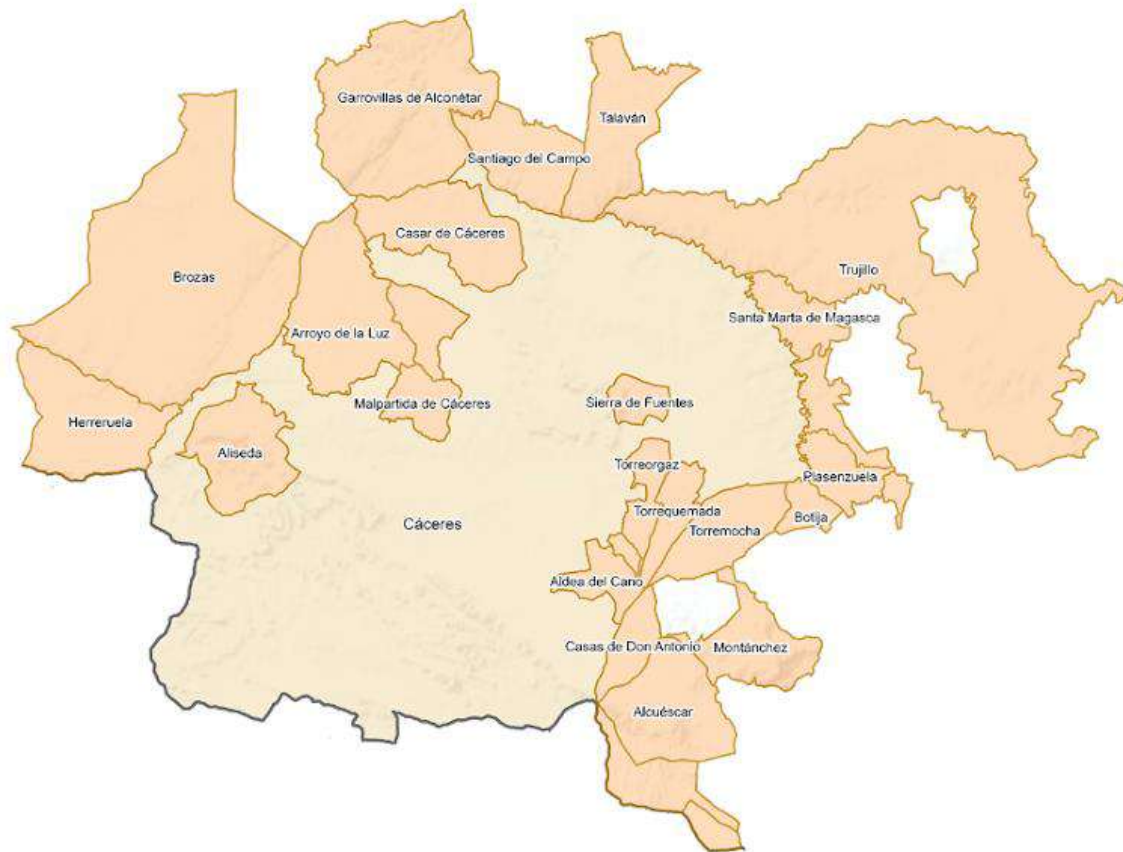 Garrovillas de Alconétar
Talaván
Santiago del Campo
Casar de Cáceres
Trujillo
Brozas
Santa Marta de Magasca
Arroyo de la Luz
Malpartida de Cáceres
Sierra de Fuentes
Herreruela
Aliseda
Torreorgaz
Plasenzuela
Torrequemada
Botija
Cáceres
Torremocha
Aldea del Cano
Casas de Don Antonio
Montánchez
Alcuéscar